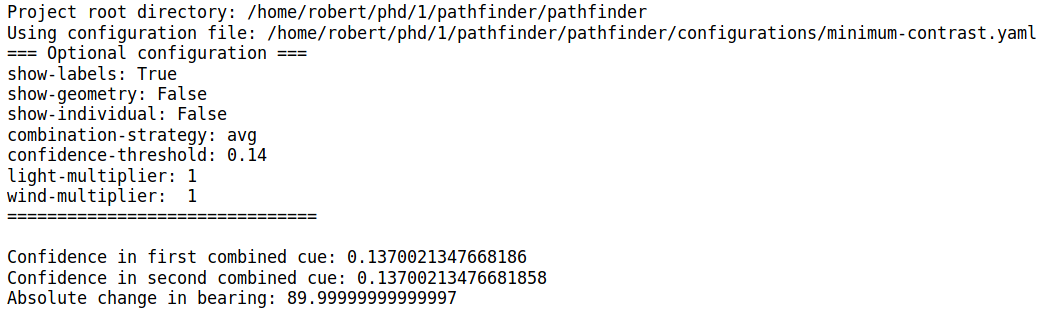 Project root directory: /home/robert/phd/1/pathfinder/pathfinder
Using configuration file: /home/robert/phd/1/pathfinder/pathfinder/configurations/minimum-contrast.yaml
=== Optional configuration ===
show-labels: True
show-geometry: False
show-individual: False
combination-strategy: avg
confidence-threshold: 0.14
light-multiplier: 1
wind-multiplier:  1
===============================
Confidence in first combined cue: 0.1370021347668186
Confidence in second combined cue: 0.13700213476681858
Absolute change in bearing: 89.99999999999997